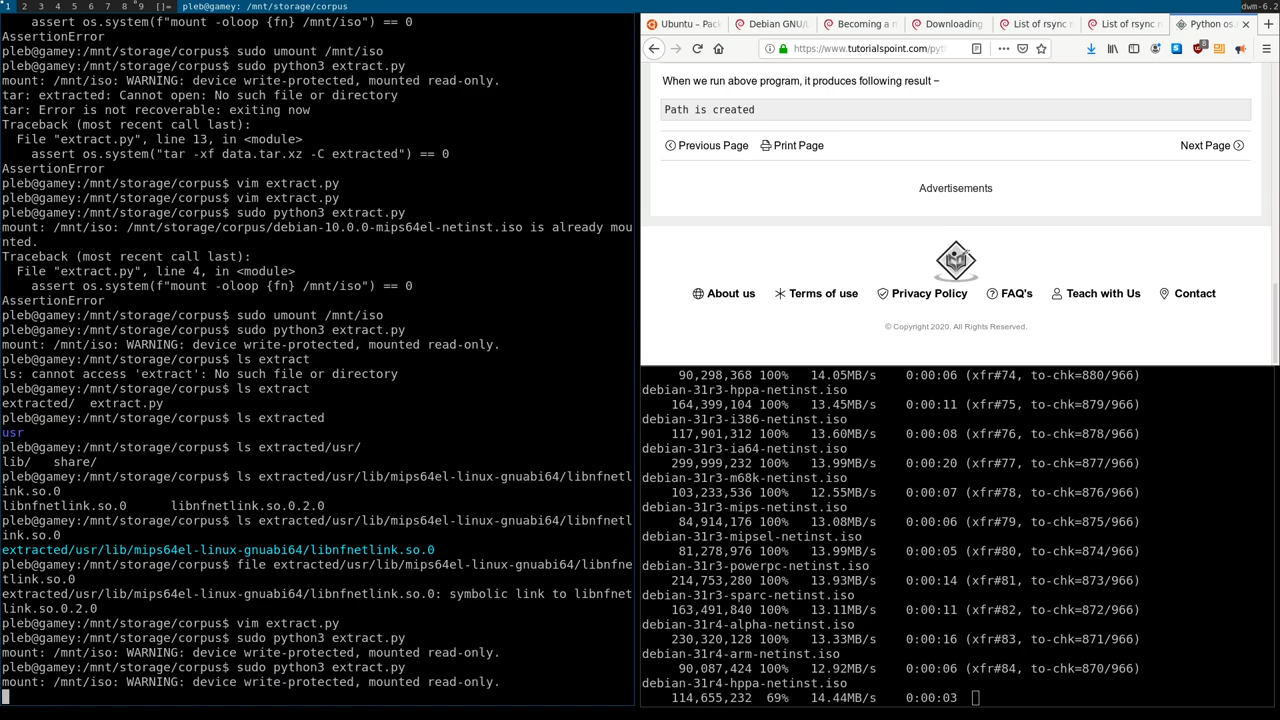 1 2 3 4 5 6 7 8 9 []= pleb@gamey: /mnt/storage/corpus dwm-6.2
assert os.system(f"mount -oloop {fn} /mnt/iso") == 0
AssertionError
pleb@gamey:/mnt/storage/corpus$ sudo umount /mnt/iso
pleb@gamey:/mnt/storage/corpus$ sudo python3 extract.py
mount: /mnt/iso: WARNING: device write-protected, mounted read-only.
tar: extracted: Cannot open: No such file or directory
tar: Error is not recoverable: exiting now
Traceback (most recent call last):
File "extract.py", line 13, in <module>
assert os.system("tar -xf data.tar.xz -C extracted") == 0
AssertionError
pleb@gamey:/mnt/storage/corpus$ vim extract.py
pleb@gamey:/mnt/storage/corpus$ vim extract.py
pleb@gamey:/mnt/storage/corpus$ sudo python3 extract.py
mount: /mnt/iso: /mnt/storage/corpus/debian-10.0.0-mips64el-netinst.iso is already mou
nted.
Traceback (most recent call last):
File "extract.py", line 4, in <module>
assert os.system(f"mount -oloop {fn} /mnt/iso") == 0
AssertionError
pleb@gamey:/mnt/storage/corpus$ sudo umount /mnt/iso
pleb@gamey:/mnt/storage/corpus$ sudo python3 extract.py
mount: /mnt/iso: WARNING: device write-protected, mounted read-only.
pleb@gamey:/mnt/storage/corpus$ ls extract
ls: cannot access 'extract': No such file or directory
pleb@gamey:/mnt/storage/corpus$ ls extract
extracted/ extract.py
pleb@gamey:/mnt/storage/corpus$ ls extracted
usr
pleb@gamey:/mnt/storage/corpus$ ls extracted/usr/
lib/ share/
pleb@gamey:/mnt/storage/corpus$ ls extracted/usr/lib/mips64el-linux-gnuabi64/libnfnetl
ink.so.0
libnfnetlink.so.0 libnfnetlink.so.0.2.0
pleb@gamey:/mnt/storage/corpus$ ls extracted/usr/lib/mips64el-linux-gnuabi64/libnfnetl
ink.so.0
extracted/usr/lib/mips64el-linux-gnuabi64/libnfnetlink.so.0
pleb@gamey:/mnt/storage/corpus$ file extracted/usr/lib/mips64el-linux-gnuabi64/libnfne
tlink.so.0
extracted/usr/lib/mips64el-linux-gnuabi64/libnfnetlink.so.0: symbolic link to libnfnet
link.so.0.2.0
pleb@gamey:/mnt/storage/corpus$ vim extract.py
pleb@gamey:/mnt/storage/corpus$ sudo python3 extract.py
mount: /mnt/iso: WARNING: device write-protected, mounted read-only.
pleb@gamey:/mnt/storage/corpus$ sudo python3 extract.py
mount: /mnt/iso: WARNING: device write-protected, mounted read-only.
Ubuntu – Pack Debian GNU/L Becoming a m Downloading List of rsync m List of rsync m Python os.
https://www.tutorialspoint.com/pyth
8
When we run above program, it produces following result −
Path is created
Previous Page Print Page Next Page
Advertisements
About us Terms of use Privacy Policy FAQ's Teach with Us Contact
© Copyright 2020. All Rights Reserved.
90,298,368 100% 14.05MB/s 0:00:06 (xfr#74, to-chk=880/966)
debian-31r3-hppa-netinst.iso
164,399,104 100% 13.45MB/s 0:00:11 (xfr#75, to-chk=879/966)
debian-31r3-i386-netinst.iso
117,901,312 100% 13.60MB/s 0:00:08 (xfr#76, to-chk=878/966)
debian-31r3-ia64-netinst.iso
299,999,232 100% 13.99MB/s 0:00:20 (xfr#77, to-chk=877/966)
debian-31r3-m68k-netinst.iso
103,233,536 100% 12.55MB/s 0:00:07 (xfr#78, to-chk=876/966)
debian-31r3-mips-netinst.iso
84,914,176 100% 13.08MB/s 0:00:06 (xfr#79, to-chk=875/966)
debian-31r3-mipsel-netinst.iso
81,278,976 100% 13.99MB/s 0:00:05 (xfr#80, to-chk=874/966)
debian-31r3-powerpc-netinst.iso
214,753,280 100% 13.93MB/s 0:00:14 (xfr#81, to-chk=873/966)
debian-31r3-sparc-netinst.iso
163,491,840 100% 13.11MB/s 0:00:11 (xfr#82, to-chk=872/966)
debian-31r4-alpha-netinst.iso
230,320,128 100% 13.33MB/s 0:00:16 (xfr#83, to-chk=871/966)
debian-31r4-arm-netinst.iso
90,087,424 100% 12.92MB/s 0:00:06 (xfr#84, to-chk=870/966)
debian-31r4-hppa-netinst.iso
114,655,232 69% 14.44MB/s 0:00:03